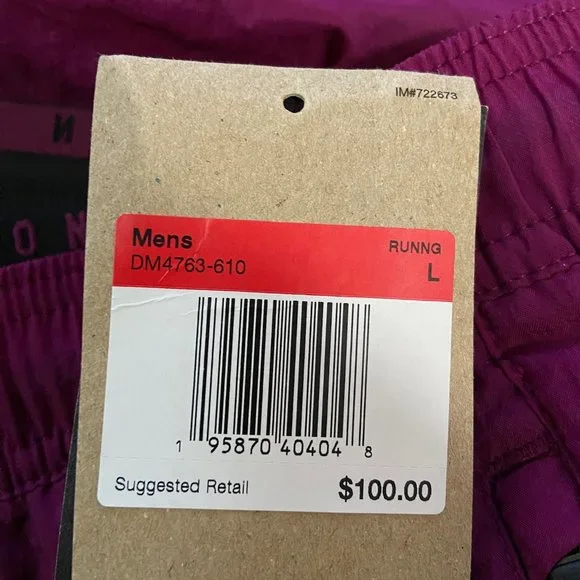 IM#722673
Mens
RUNNG
DM4763-610
L
1 95870 40404 8
Suggested Retail
$100.00